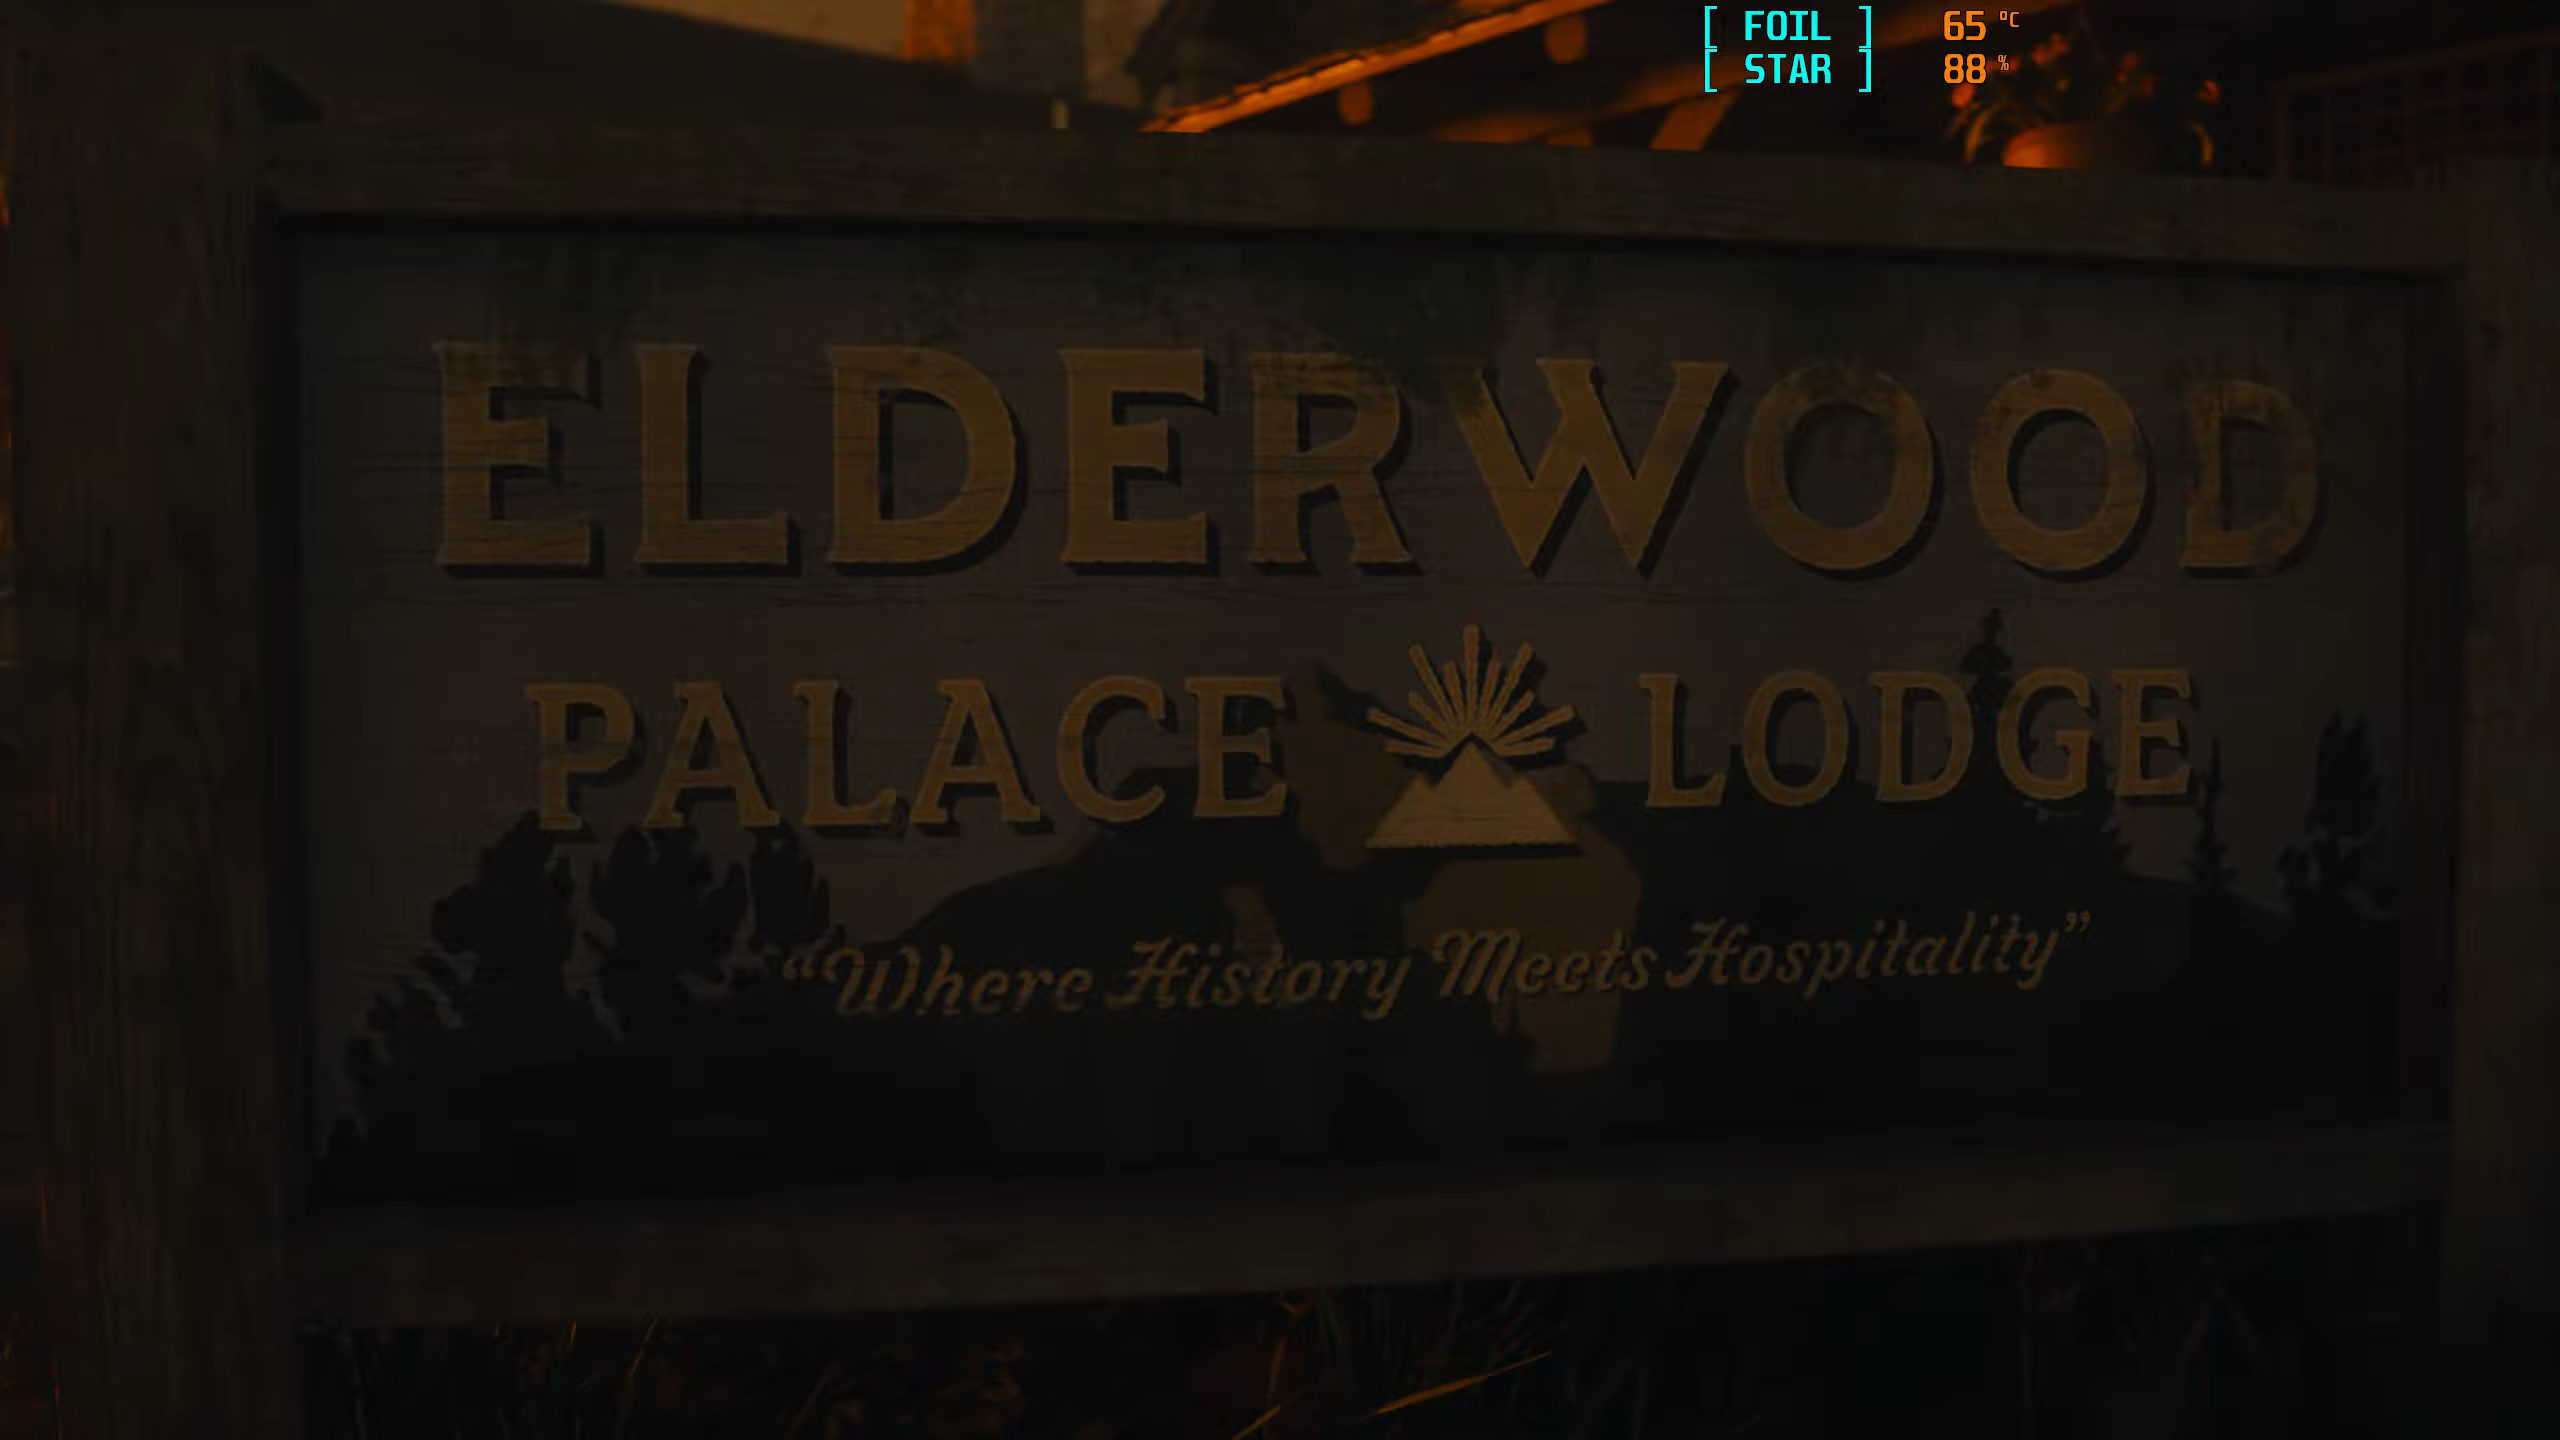 [ FOIL ] 65 °C
[ STAR ] 88 %
ELDERWOOD
PALACE LODGE
“Where History Meets Hospitality”